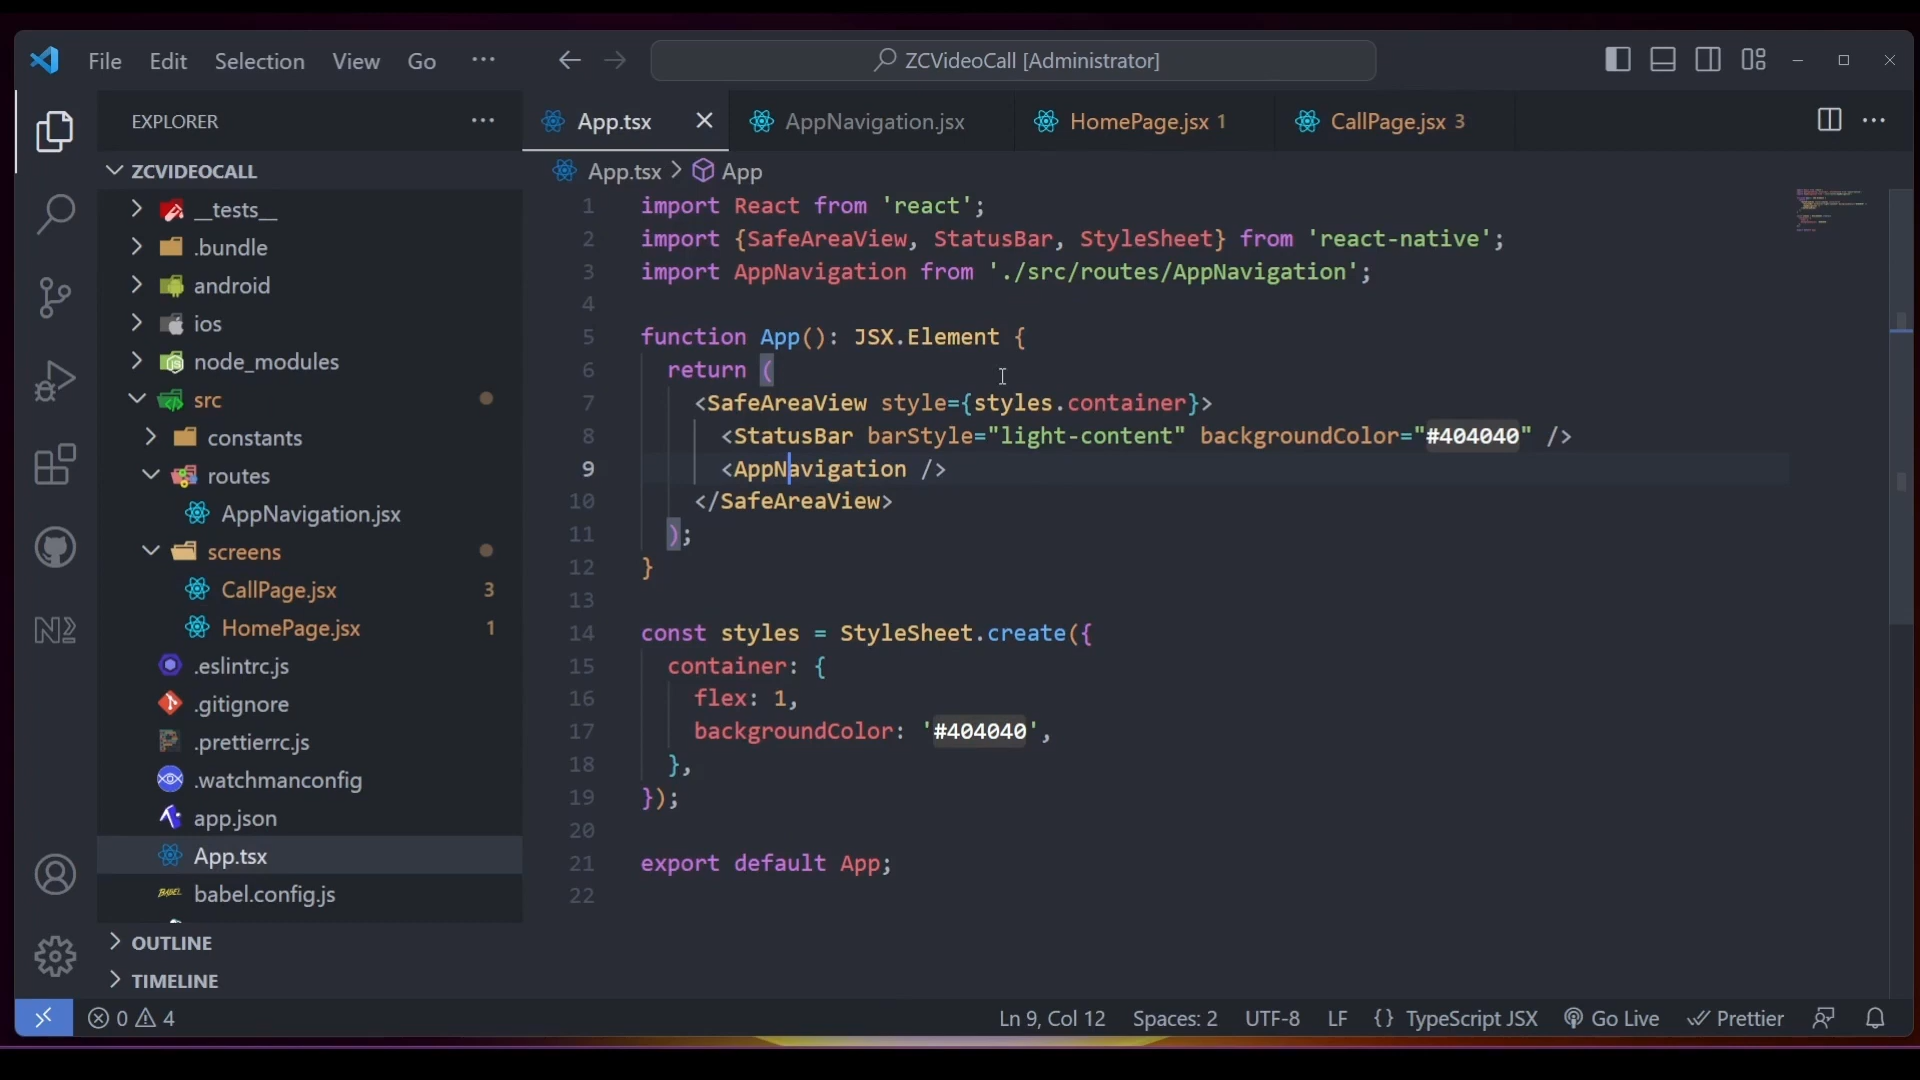 File Edit Selection View Go ··· ZCVideoCall [Administrator]
EXPLORER ···
App.tsx AppNavigation.jsx HomePage.jsx 1 CallPage.jsx 3 ···
ZCVIDEOCALL
__tests__
.bundle
android
ios
node_modules
src
constants
routes
AppNavigation.jsx
screens
CallPage.jsx 3
HomePage.jsx 1
.eslintrc.js
.gitignore
.prettierrc.js
.watchmanconfig
app.json
App.tsx
BABEL babel.config.js
OUTLINE
TIMELINE
App.tsx > App
1 import React from 'react';
2 import {SafeAreaView, StatusBar, StyleSheet} from 'react-native';
3 import AppNavigation from './src/routes/AppNavigation';
4
5 function App(): JSX.Element {
6 return (
7 <SafeAreaView style={styles.container}>
8 <StatusBar barStyle="light-content" backgroundColor="#404040" />
9 <AppNavigation />
10 </SafeAreaView>
11 );
12 }
13
14 const styles = StyleSheet.create({
15 container: {
16 flex: 1,
17 backgroundColor: '#404040',
18 },
19 });
20
21 export default App;
22
0 4 Ln 9, Col 12 Spaces: 2 UTF-8 LF {} TypeScript JSX Go Live Prettier